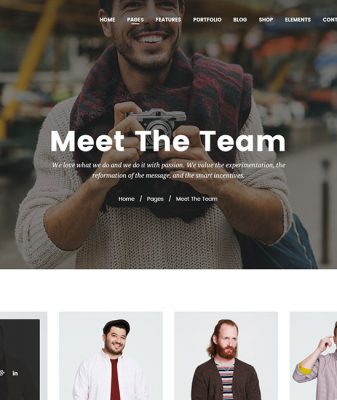 HOME PAGES FEATURES PORTFOLIO BLOG SHOP ELEMENTS CONT
Meet The Team
We love what we do and we do it with passion. We value the experimentation, the
reformation of the message, and the smart incentives.
Home / Pages / Meet The Team
in